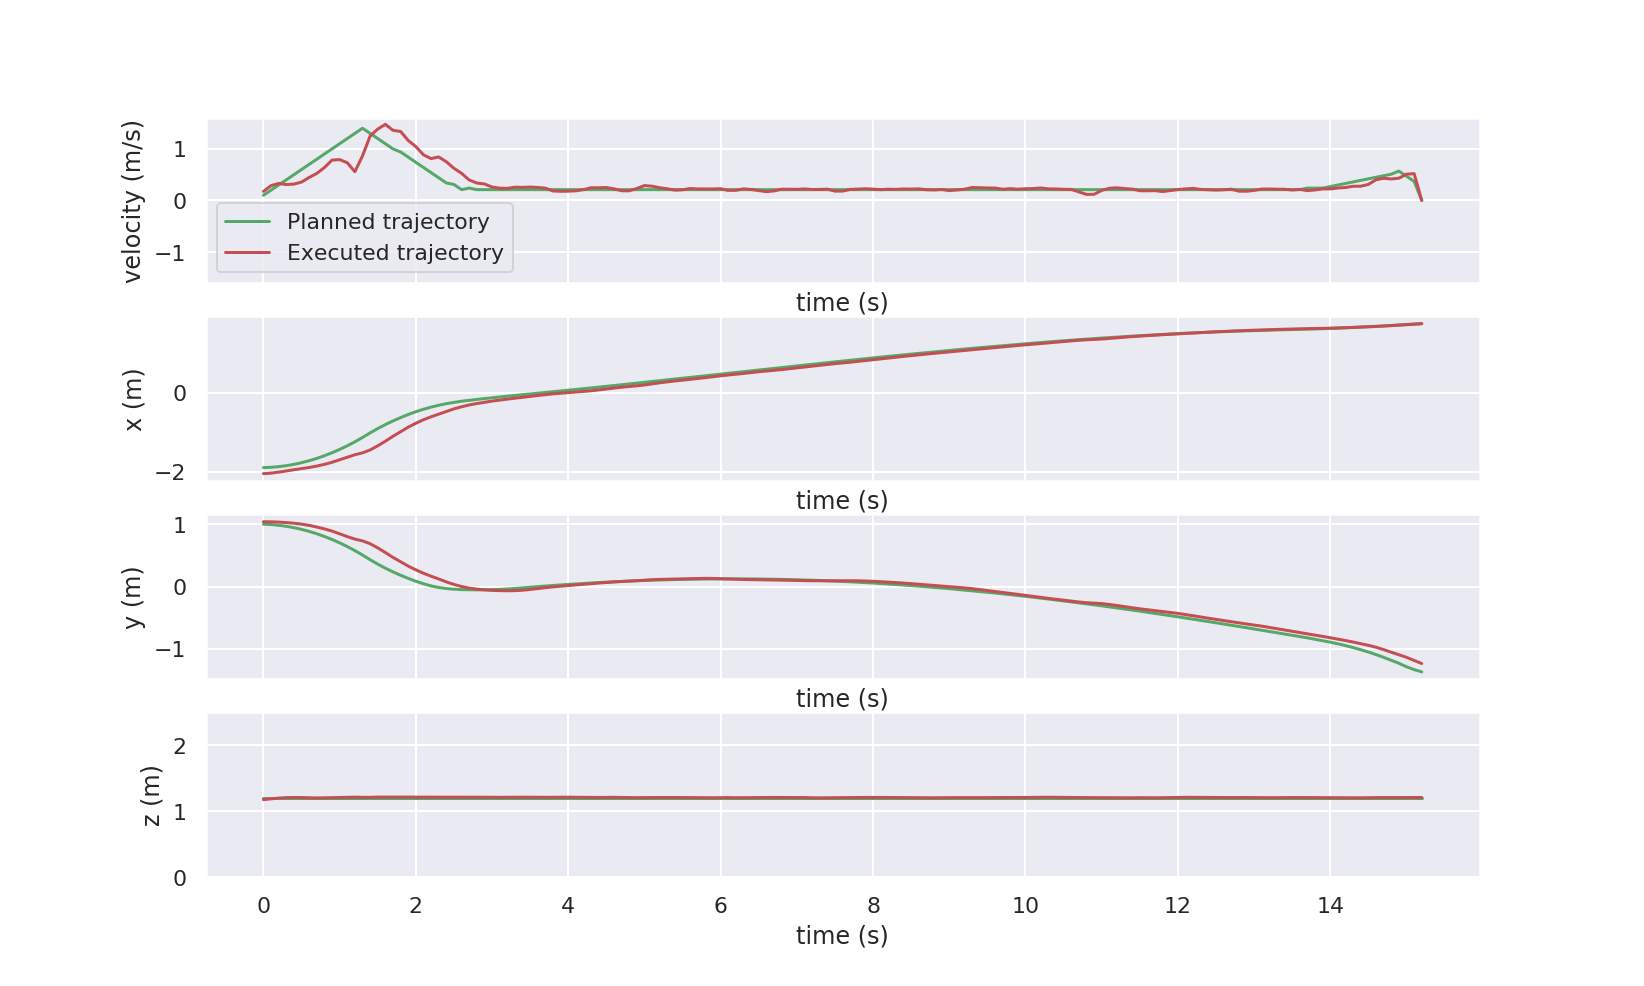 velocity (m/s)
1
0
−1
Planned trajectory
Executed trajectory
time (s)
x (m)
0
−2
time (s)
y (m)
1
0
−1
time (s)
z (m)
2
1
0
0 2 4 6 8 10 12 14
time (s)